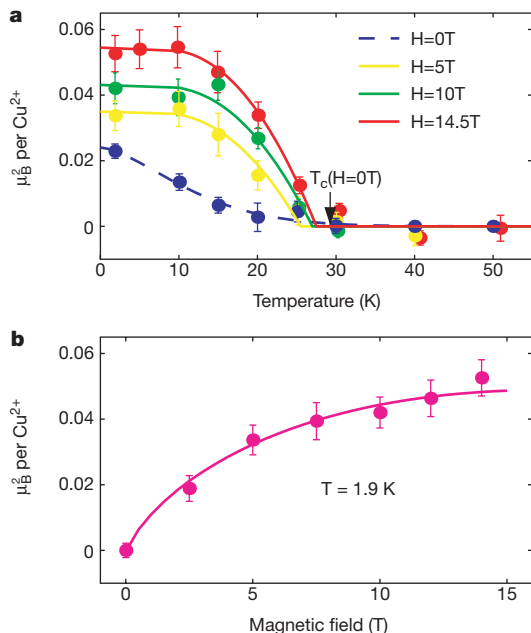 a
0.06
0.04
0.02
0
μ²B per Cu²⁺
H=0T
H=5T
H=10T
H=14.5T
Tc(H=0T)
0 10 20 30 40 50
Temperature (K)
b
0.06
0.04
0.02
0
μ²B per Cu²⁺
T = 1.9 K
0 5 10 15
Magnetic field (T)